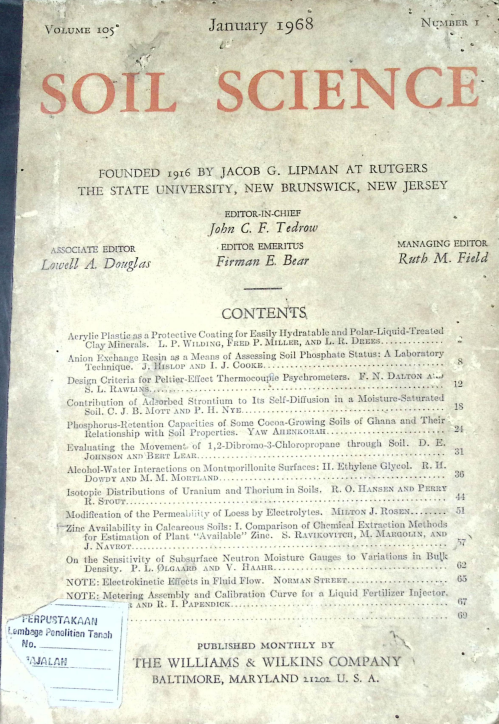 VOLUME 105
January 1968
NUMBER 1
SOIL SCIENCE
FOUNDED 1916 BY JACOB G. LIPMAN AT RUTGERS
THE STATE UNIVERSITY, NEW BRUNSWICK, NEW JERSEY
EDITOR-IN-CHIEF
John C. F. Tedrow
ASSOCIATE EDITOR
Lowell A. Douglas
EDITOR EMERITUS
Firman E. Bear
MANAGING EDITOR
Ruth M. Field
CONTENTS
Acrylic Plastic as a Protective Coating for Easily Hydratable and Polar-Liquid-Treated
Clay Minerals. L. P. WILDING, FRED P. MILLER, AND L. R. DREES
Anion Exchange Resin as a Means of Assessing Soil Phosphate Status: A Laboratory
Technique. J. HISLOP AND I. J. COOKE 8
Design Criteria for Peltier-Effect Thermocouple Psychrometers. F. N. DALTON AND
S. L. RAWLINS 12
Contribution of Adsorbed Strontium to Its Self-Diffusion in a Moisture-Saturated
Soil. C. J. B. MOTT AND P. H. NYE 18
Phosphorus-Retention Capacities of Some Cocoa-Growing Soils of Ghana and Their
Relationship with Soil Properties. YAW AHENKORAH 24
Evaluating the Movement of 1,2-Dibromo-3-Chloropropane through Soil. D. E.
JOHNSON AND BERT LEAR 31
Alcohol-Water Interactions on Montmorillonite Surfaces: II. Ethylene Glycol. R. H.
DOWDY AND M. M. MORTLAND 36
Isotopic Distributions of Uranium and Thorium in Soils. R. O. HANSEN AND PERRY
R. STOUT 44
Modification of the Permeability of Loess by Electrolytes. MILTON J. ROSEN 51
Zinc Availability in Calcareous Soils: I. Comparison of Chemical Extraction Methods
for Estimation of Plant "Available" Zinc. S. RAVIKOVITCH, M. MARGOLIN, AND
J. NAVROT 57
On the Sensitivity of Subsurface Neutron Moisture Gauges to Variations in Bulk
Density. P. L. ØLGAARD AND V. HAAHR 62
NOTE: Electrokinetic Effects in Fluid Flow. NORMAN STREET 65
NOTE: Metering Assembly and Calibration Curve for a Liquid Fertilizer Injector.
AND R. I. PAPENDICK 67
69
PERPUSTAKAAN
Lembaga Penelitian Tanah
No.
PUBLISHED MONTHLY BY
THE WILLIAMS & WILKINS COMPANY
BALTIMORE, MARYLAND 21202 U. S. A.